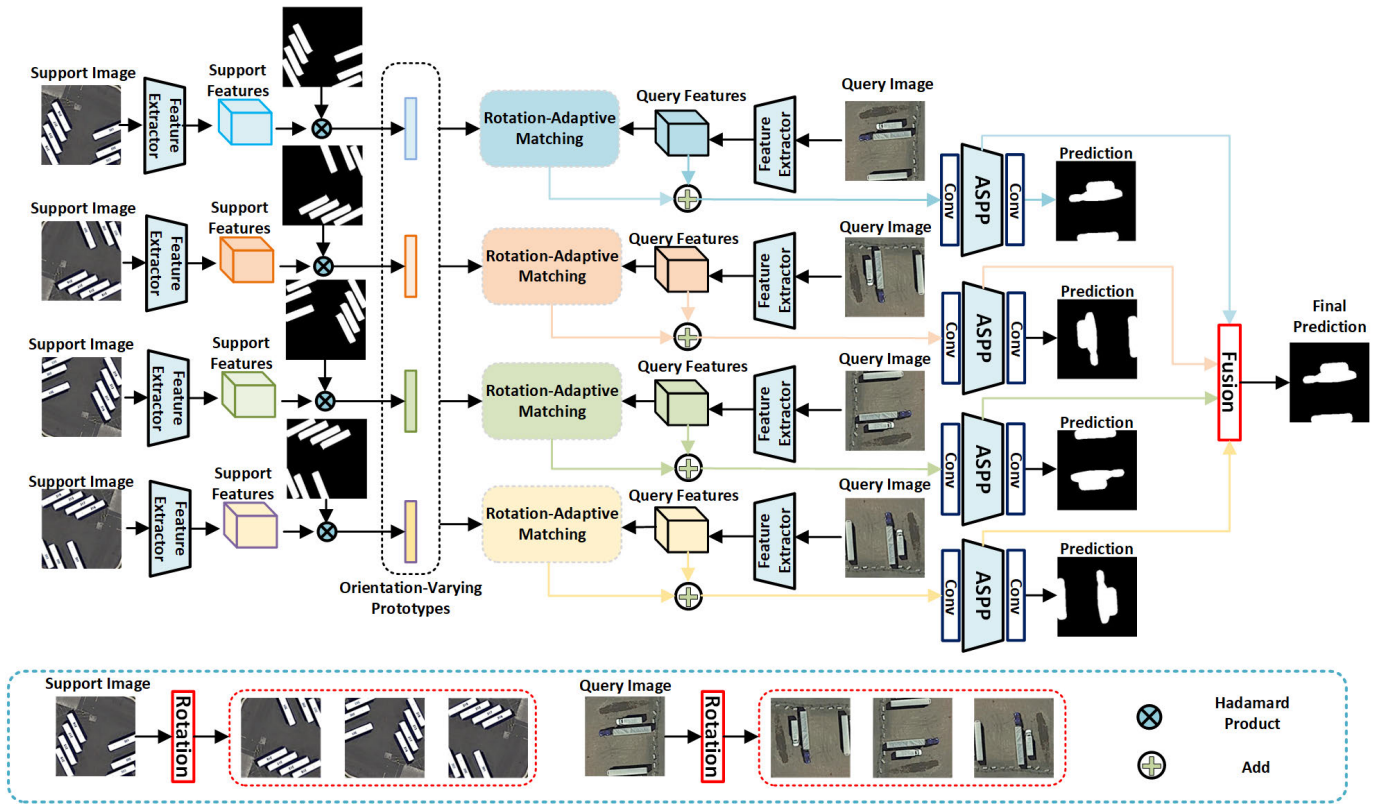 Support Image
Feature
Extractor
Support
Features
Rotation-Adaptive
Matching
Query Features
Feature
Extractor
Query Image
Conv
ASPP
Conv
Prediction
Support Image
Feature
Extractor
Support
Features
Rotation-Adaptive
Matching
Query Features
Feature
Extractor
Query Image
Conv
ASPP
Conv
Prediction
Support Image
Feature
Extractor
Support
Features
Rotation-Adaptive
Matching
Query Features
Feature
Extractor
Query Image
Conv
ASPP
Conv
Prediction
Support Image
Feature
Extractor
Support
Features
Rotation-Adaptive
Matching
Query Features
Feature
Extractor
Query Image
Conv
ASPP
Conv
Prediction
Fusion
Final
Prediction
Orientation-Varying
Prototypes
Support Image
Rotation
Query Image
Rotation
Hadamard
Product
Add